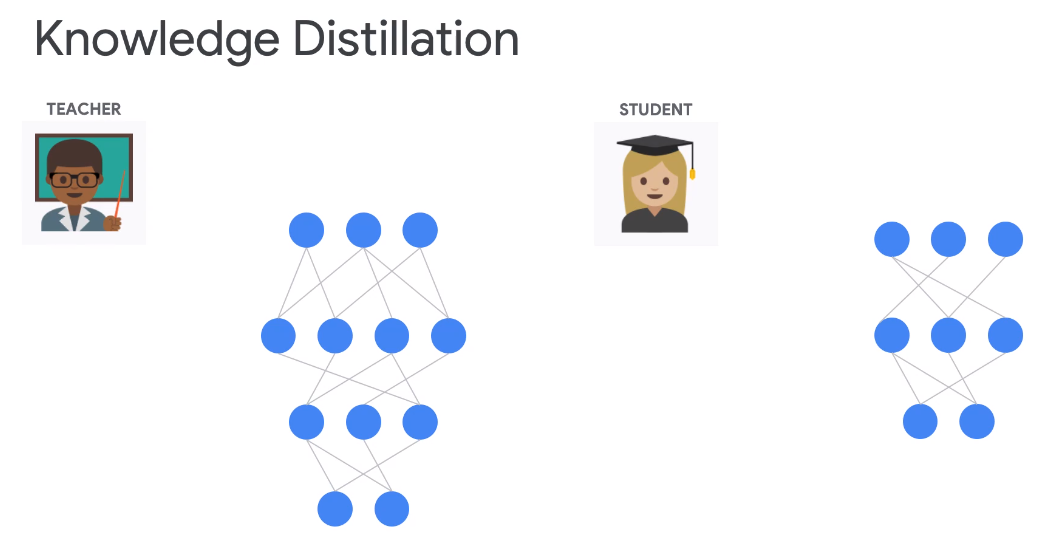 Knowledge Distillation
TEACHER
STUDENT